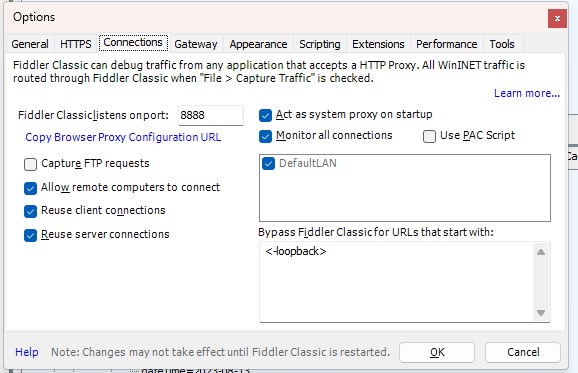 Options
x
General HTTPS Connections Gateway Appearance Scripting Extensions Performance Tools
Fiddler Classic can debug traffic from any application that accepts a HTTP Proxy. All WinINET traffic is
routed through Fiddler Classic when "File > Capture Traffic" is checked.
Learn more...
Fiddler Classic listens on port: 8888
Copy Browser Proxy Configuration URL
Capture FTP requests
Allow remote computers to connect
Reuse client connections
Reuse server connections
Act as system proxy on startup
Monitor all connections Use PAC Script
DefaultLAN
Bypass Fiddler Classic for URLs that start with:
<-loopback>
Help Note: Changes may not take effect until Fiddler Classic is restarted. OK Cancel
Ca
dateTime=2023-08-13